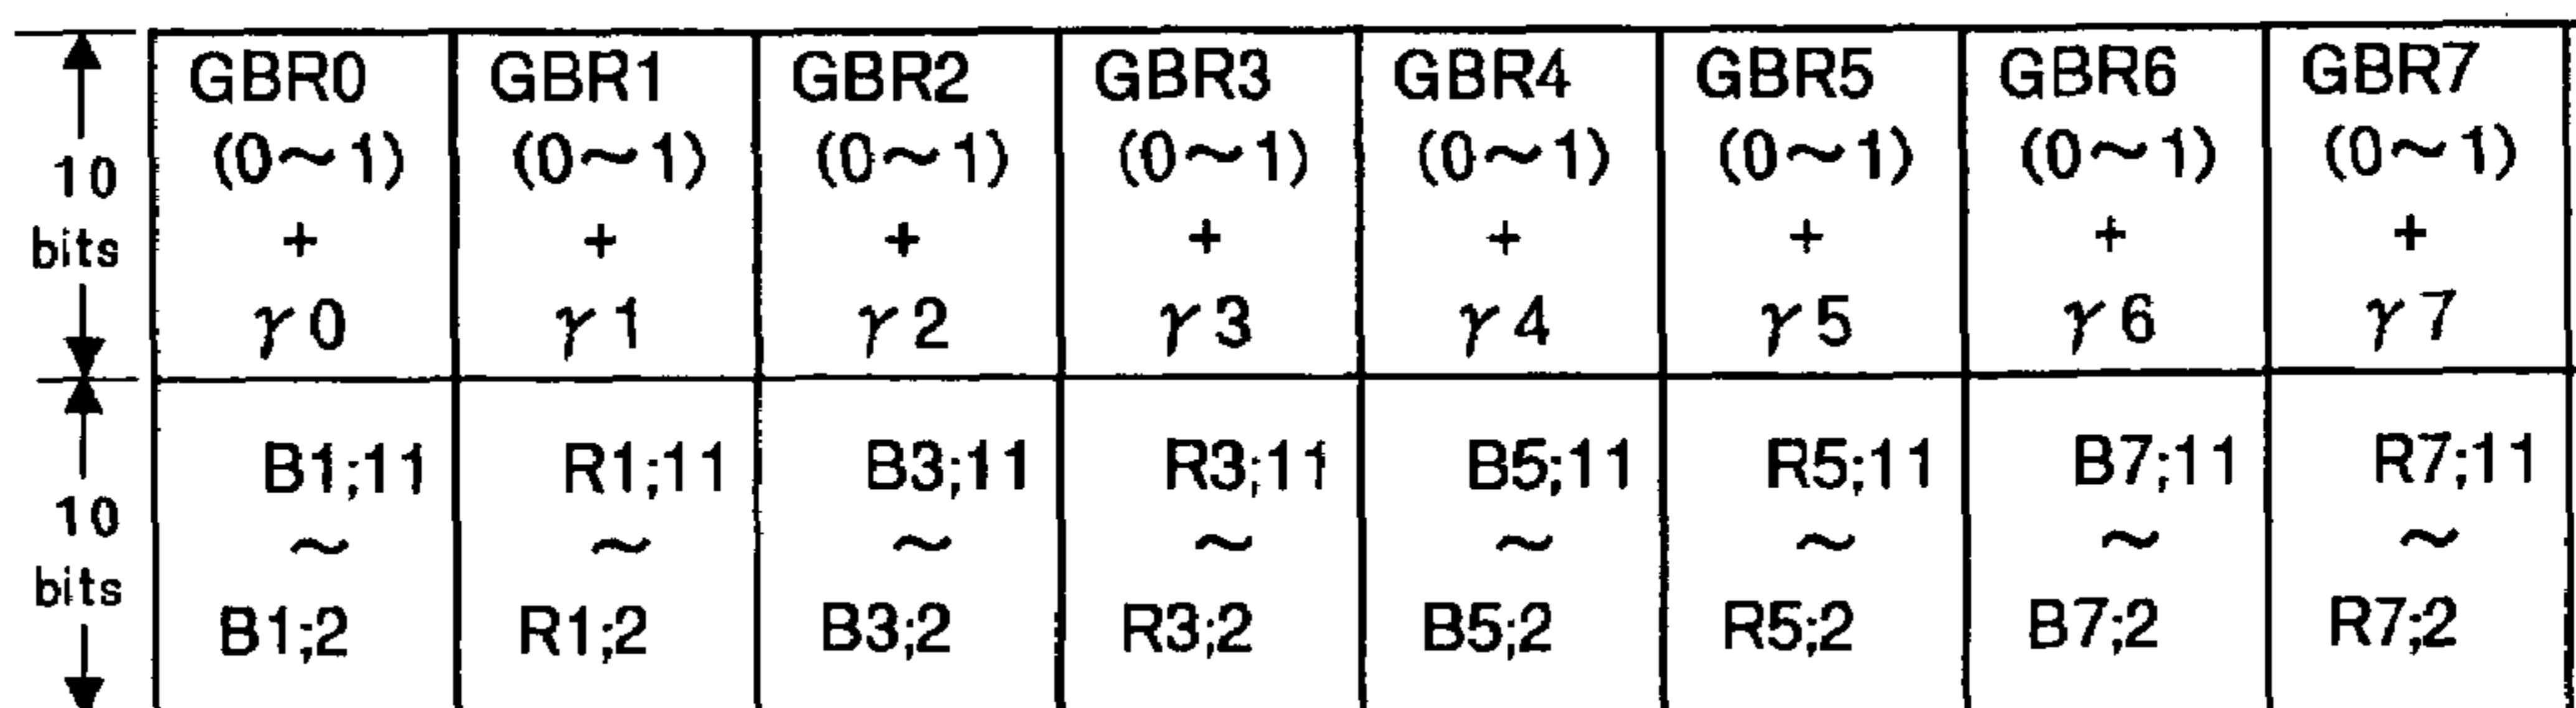 10 bits
GBR0 GBR1 GBR2 GBR3 GBR4 GBR5 GBR6 GBR7
(0~1) (0~1) (0~1) (0~1) (0~1) (0~1) (0~1) (0~1)
+ + + + + + + +
γ0 γ1 γ2 γ3 γ4 γ5 γ6 γ7
10 bits
B1;11 R1;11 B3;11 R3;11 B5;11 R5;11 B7;11 R7;11
~ ~ ~ ~ ~ ~ ~ ~
B1;2 R1;2 B3;2 R3;2 B5;2 R5;2 B7;2 R7;2